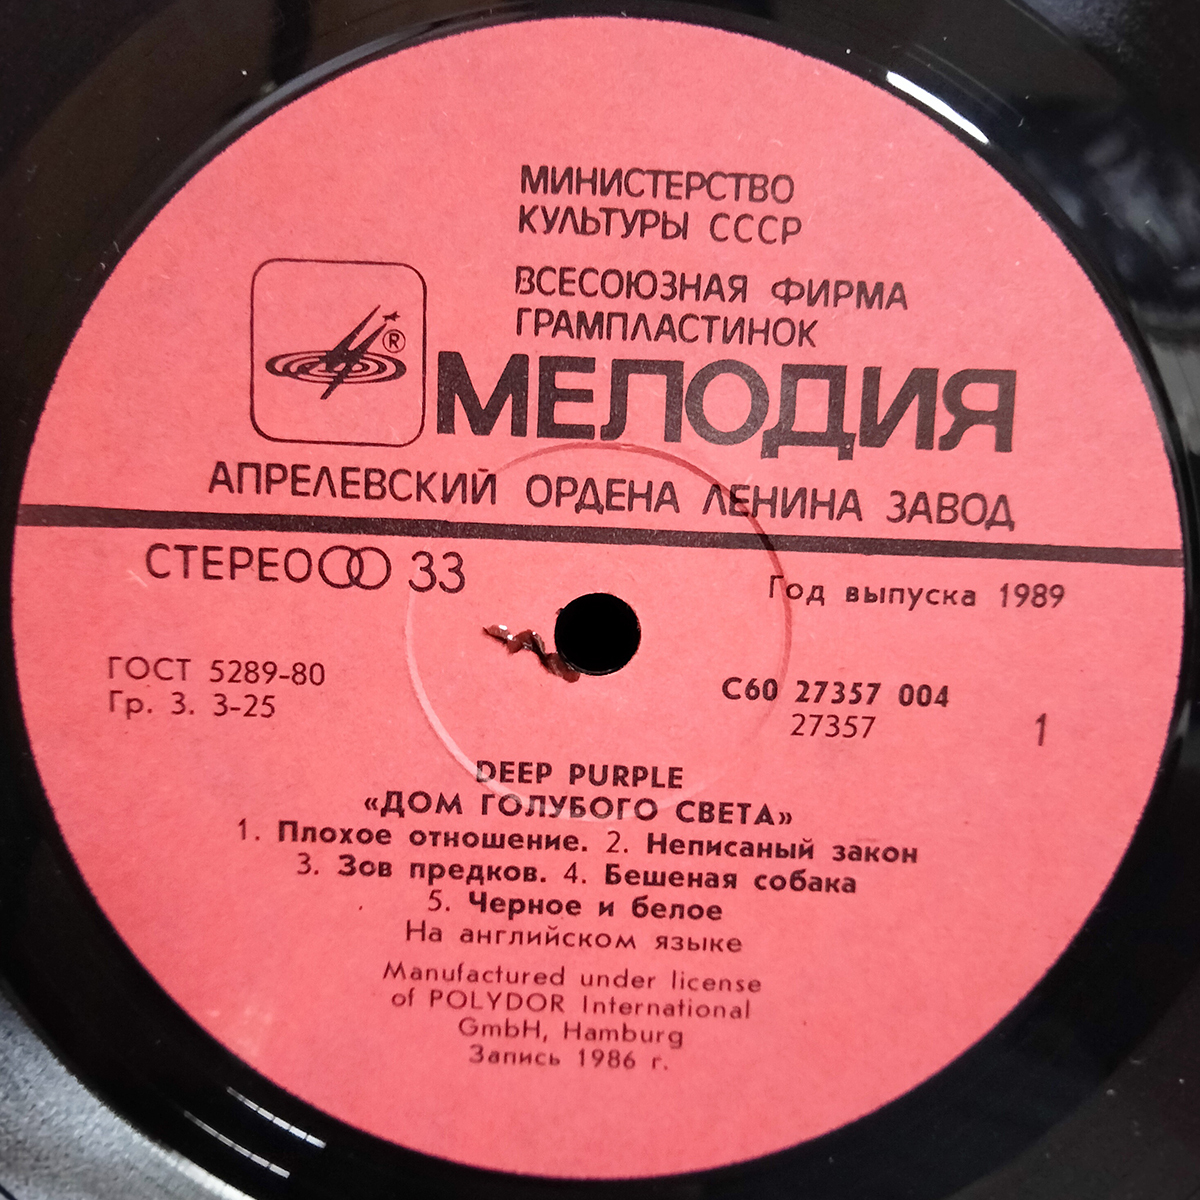 МИНИСТЕРСТВО
КУЛЬТУРЫ СССР
ВСЕСОЮЗНАЯ ФИРМА
ГРАМПЛАСТИНОК
®
МЕЛОДИЯ
АПРЕЛЕВСКИЙ ОРДЕНА ЛЕНИНА ЗАВОД
СТЕРЕО 33
Год выпуска 1989
ГОСТ 5289-80
Гр. 3. 3-25
С60 27357 004
27357
1
DEEP PURPLE
«ДОМ ГОЛУБОГО СВЕТА»
1. Плохое отношение. 2. Неписаный закон
3. Зов предков. 4. Бешеная собака
5. Черное и белое
На английском языке
Manufactured under license
of POLYDOR International
GmbH, Hamburg
Запись 1986 г.